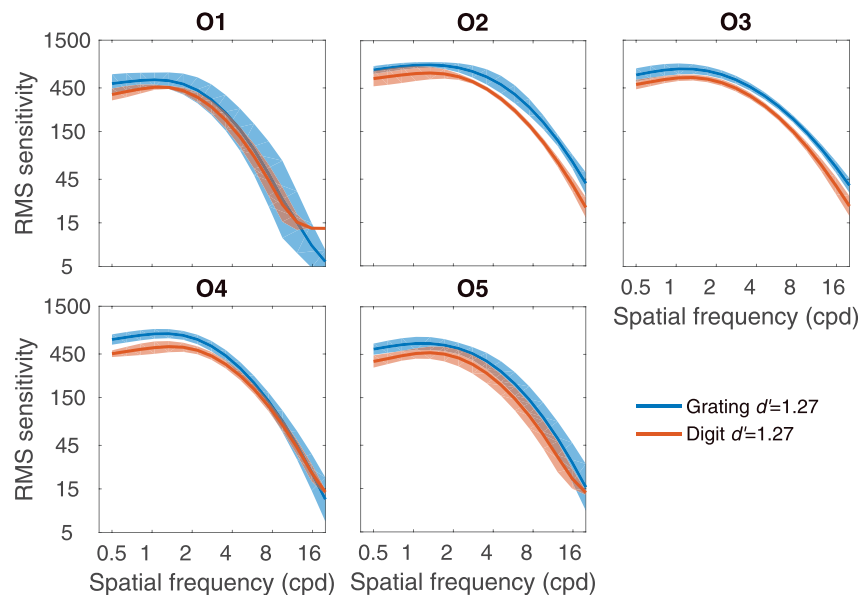 O1
O2
O3
1500
450
150
45
15
5
RMS sensitivity
0.5 1 2 4 8 16
Spatial frequency (cpd)
O4
O5
1500
450
150
45
15
5
RMS sensitivity
Grating d'=1.27
Digit d'=1.27
0.5 1 2 4 8 16
0.5 1 2 4 8 16
Spatial frequency (cpd)
Spatial frequency (cpd)